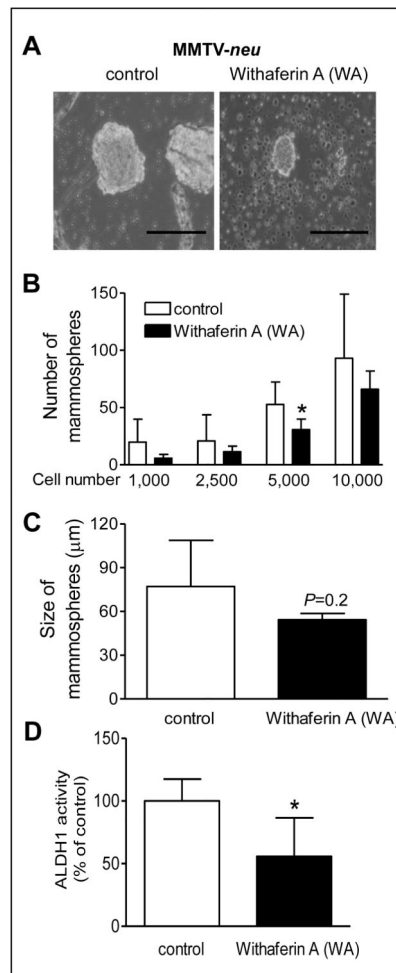 A
MMTV-neu
control Withaferin A (WA)
B
Number of
mammospheres
150
100
50
0
control
Withaferin A (WA)
*
Cell number 1,000 2,500 5,000 10,000
C
Size of
mammospheres (µm)
120
90
60
30
0
P=0.2
control Withaferin A (WA)
D
ALDH1 activity
(% of control)
150
100
50
0
*
control Withaferin A (WA)